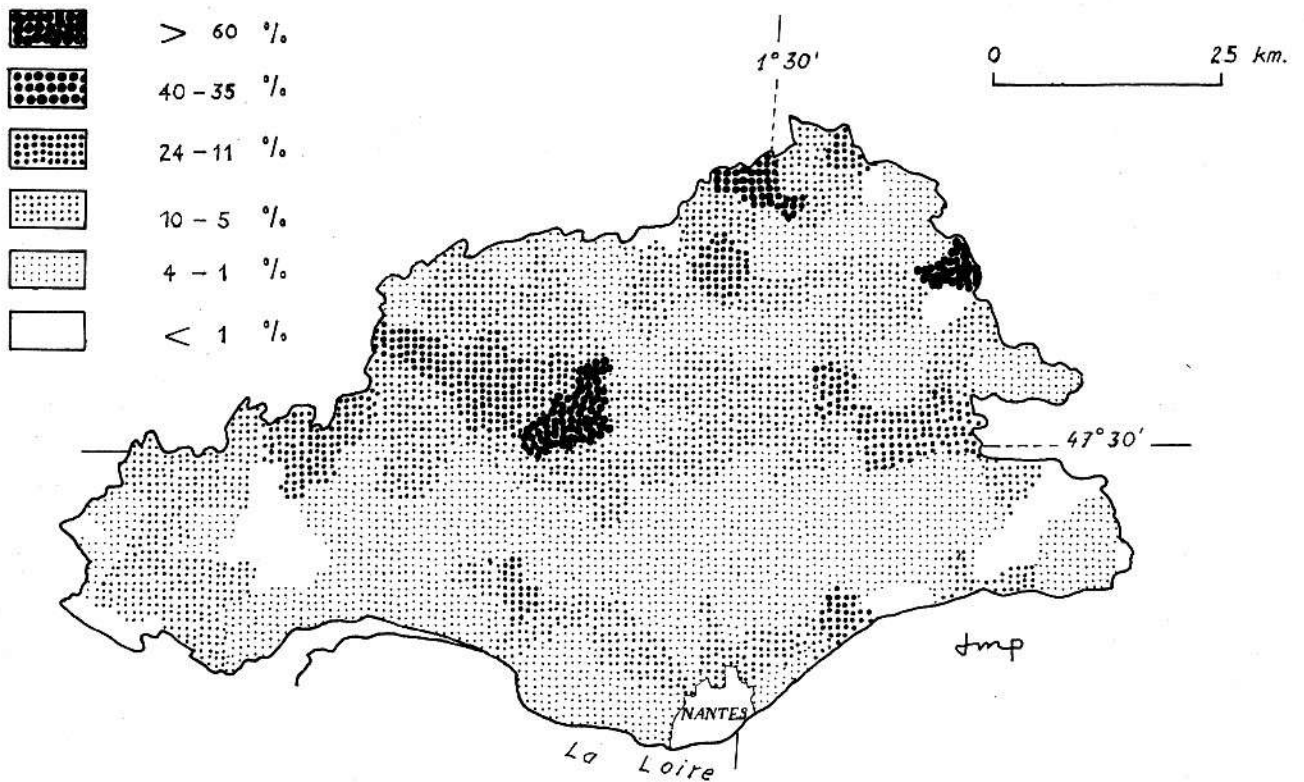 > 60 %
40 – 35 %
24 – 11 %
10 – 5 %
4 – 1 %
< 1 %
1°30'
0 25 km.
47°30'
NANTES
La Loire